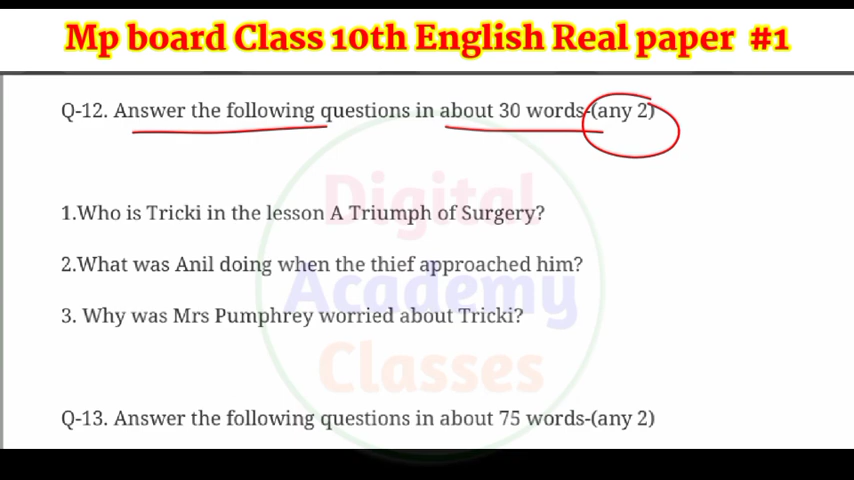 Mp board Class 10th English Real paper #1
Q-12. Answer the following questions in about 30 words-(any 2)
1.Who is Tricki in the lesson A Triumph of Surgery?
2.What was Anil doing when the thief approached him?
3. Why was Mrs Pumphrey worried about Tricki?
Q-13. Answer the following questions in about 75 words-(any 2)
Digital
Academy
Classes